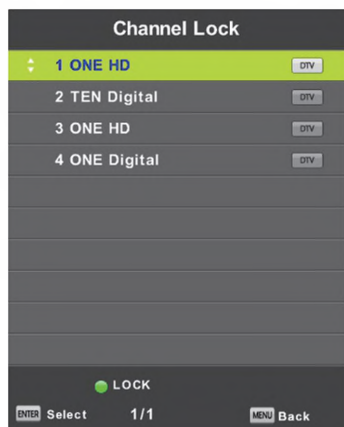 Channel Lock
1 ONE HD DTV
2 TEN Digital DTV
3 ONE HD DTV
4 ONE Digital DTV
LOCK
ENTER Select 1/1 MENU Back